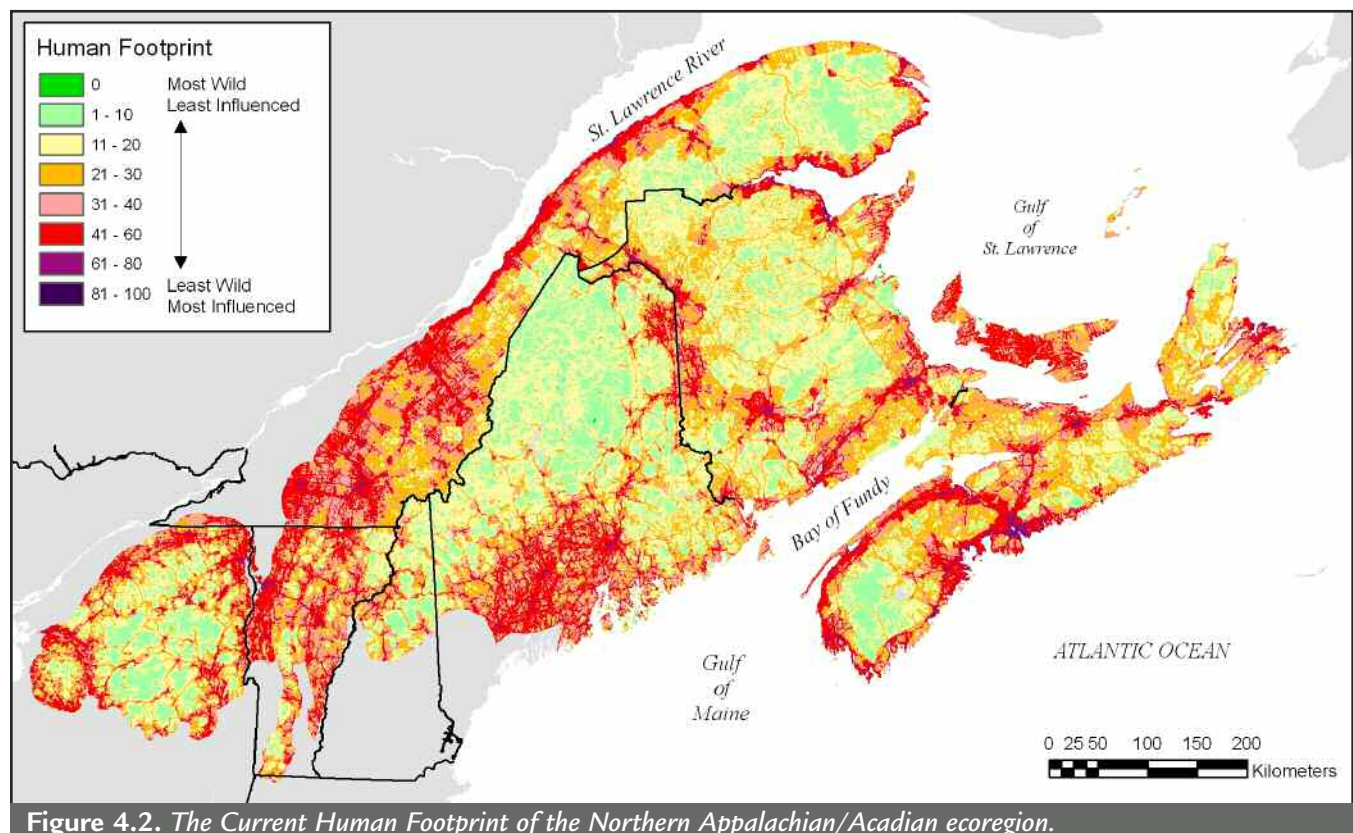 Human Footprint
0
1 - 10
11 - 20
21 - 30
31 - 40
41 - 60
61 - 80
81 - 100
Most Wild
Least Influenced
Least Wild
Most Influenced
St. Lawrence River
Gulf
of
St. Lawrence
Bay of Fundy
Gulf
of
Maine
ATLANTIC OCEAN
0 25 50 100 150 200
Kilometers
Figure 4.2. The Current Human Footprint of the Northern Appalachian/Acadian ecoregion.